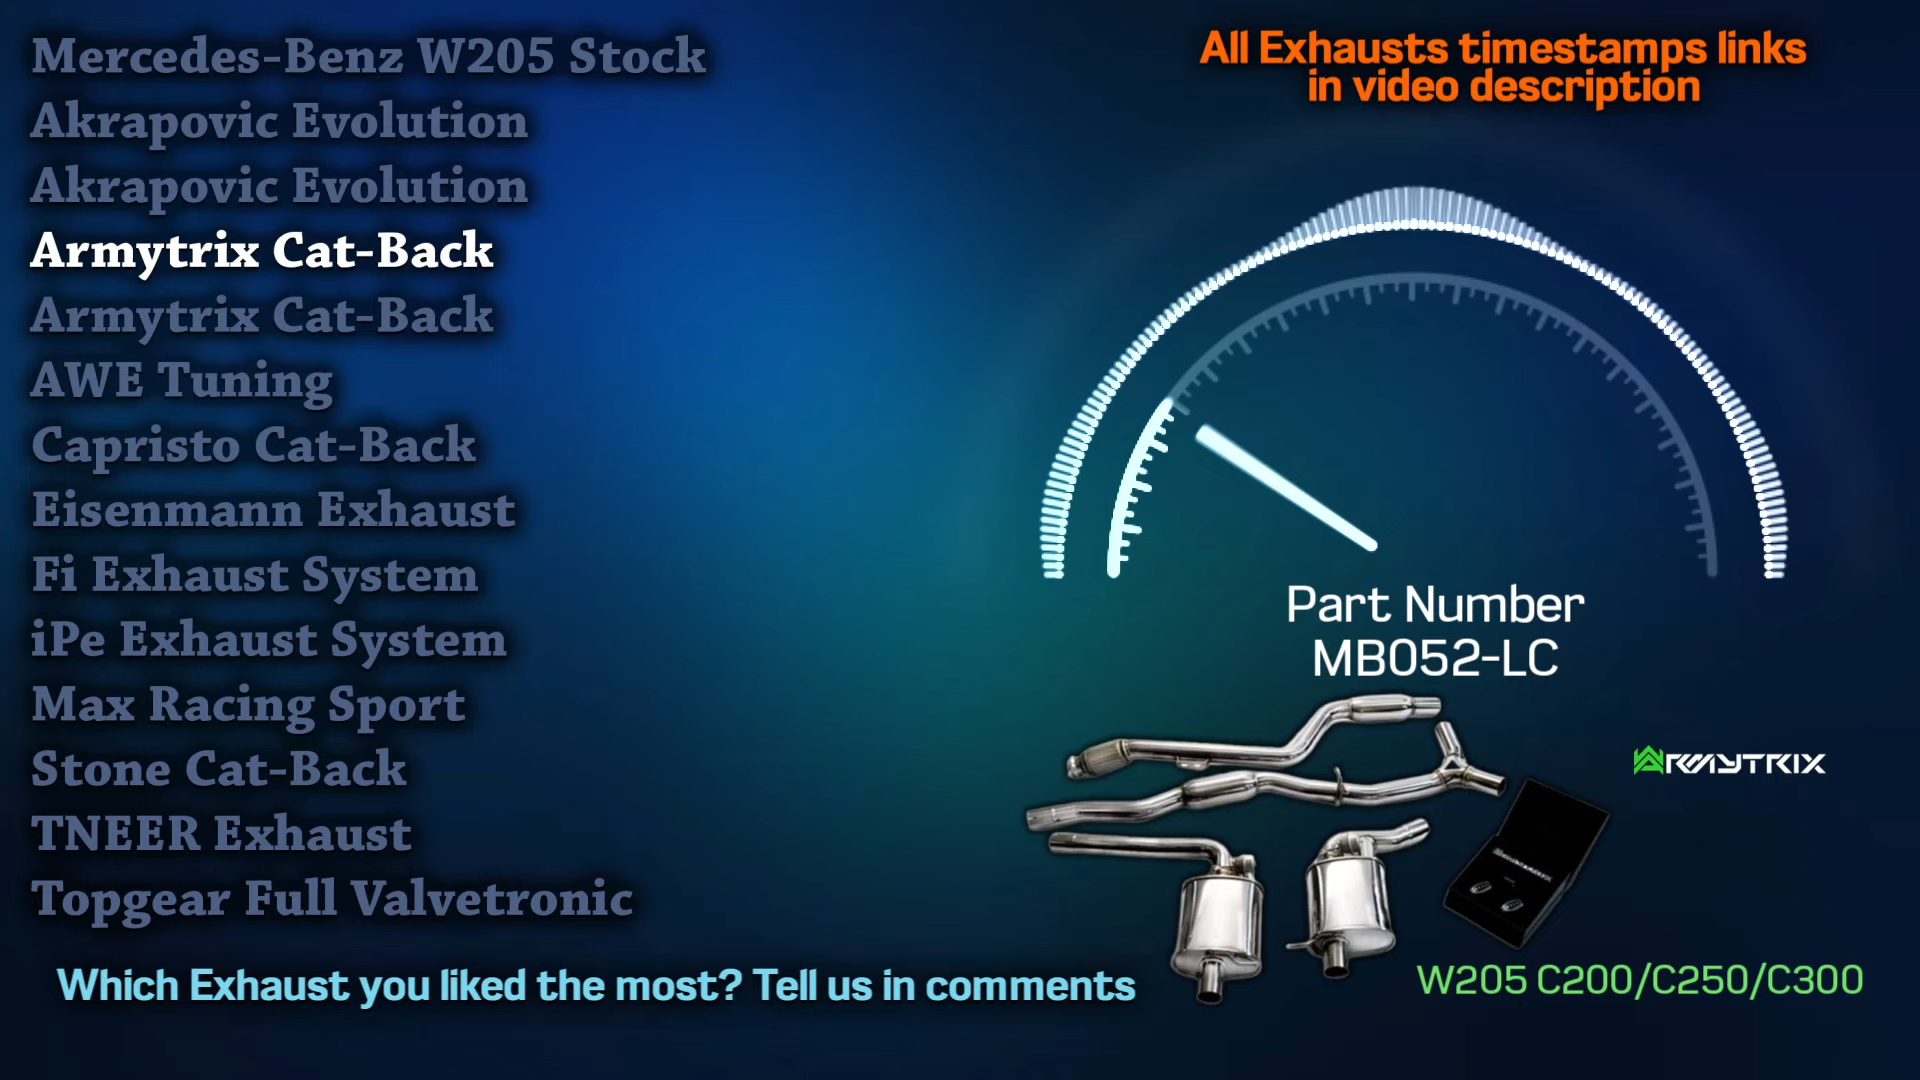 Mercedes-Benz W205 Stock
Akrapovic Evolution
Akrapovic Evolution
Armytrix Cat-Back
Armytrix Cat-Back
AWE Tuning
Capristo Cat-Back
Eisenmann Exhaust
Fi Exhaust System
iPe Exhaust System
Max Racing Sport
Stone Cat-Back
TNEER Exhaust
Topgear Full Valvetronic
Which Exhaust you liked the most? Tell us in comments
All Exhausts timestamps links
in video description
Part Number
MB052-LC
ARMYTRIX
W205 C200/C250/C300